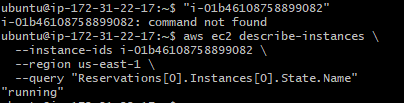 ubuntu@ip-172-31-22-17:~$ "i-01b46108758899082"
i-01b46108758899082: command not found
ubuntu@ip-172-31-22-17:~$ aws ec2 describe-instances \
  --instance-ids i-01b46108758899082 \
  --region us-east-1 \
  --query "Reservations[0].Instances[0].State.Name"
"running"